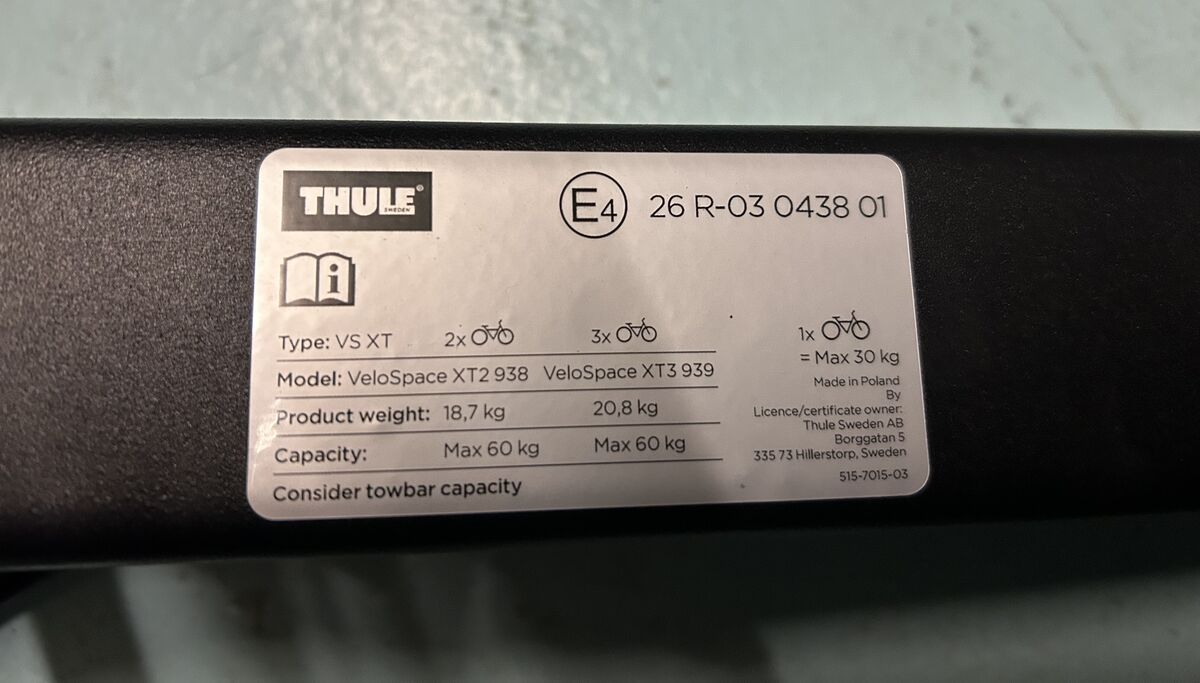 THULE®
SWEDEN
E4 26 R-03 0438 01
i
Type: VS XT 2x 3x
Model: VeloSpace XT2 938 VeloSpace XT3 939
Product weight: 18,7 kg 20,8 kg
Capacity: Max 60 kg Max 60 kg
Consider towbar capacity
1x
= Max 30 kg
Made in Poland
By
Licence/certificate owner:
Thule Sweden AB
Borggatan 5
335 73 Hillerstorp, Sweden
515-7015-03